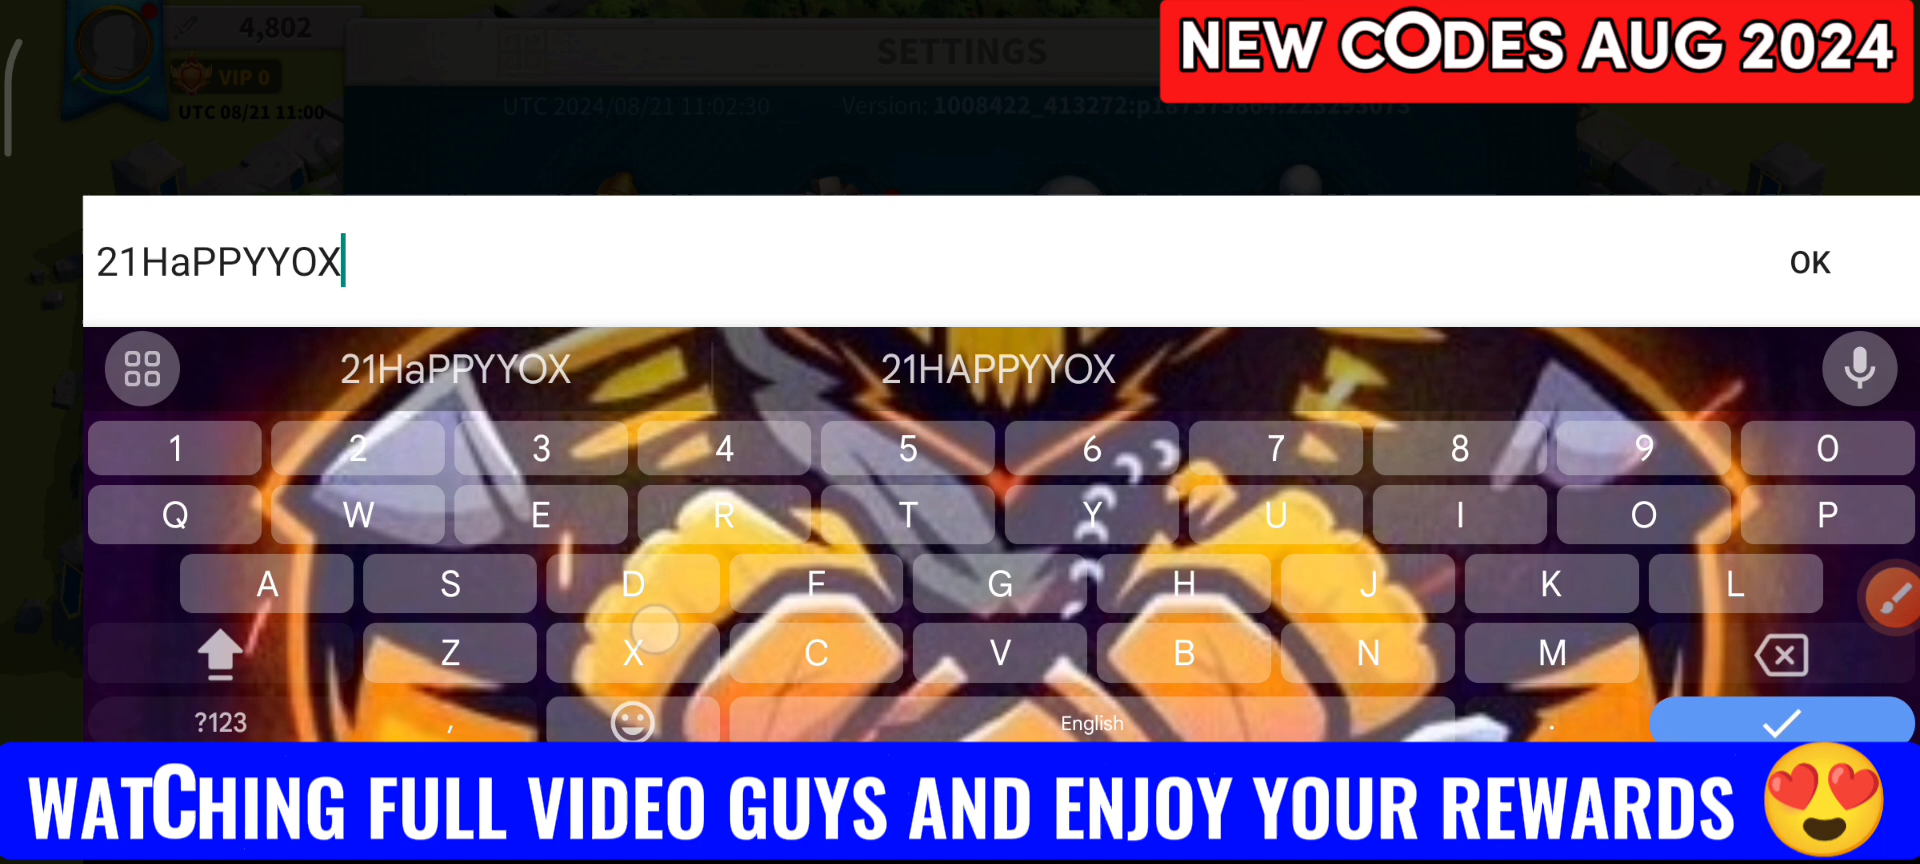 4,802
SETTINGS
NEW CODES AUG 2024
VIP 0
UTC 08/21 11:00
UTC 2024/08/21 11:02:30
Version: 1008422_413272:
21HaPPYYOX
OK
21HaPPYYOX 21HAPPYYOX
1 2 3 4 5 6 7 8 9 0
Q W E R T Y U I O P
A S D F G H J K L
Z X C V B N M
?123 , English .
WATCHING FULL VIDEO GUYS AND ENJOY YOUR REWARDS